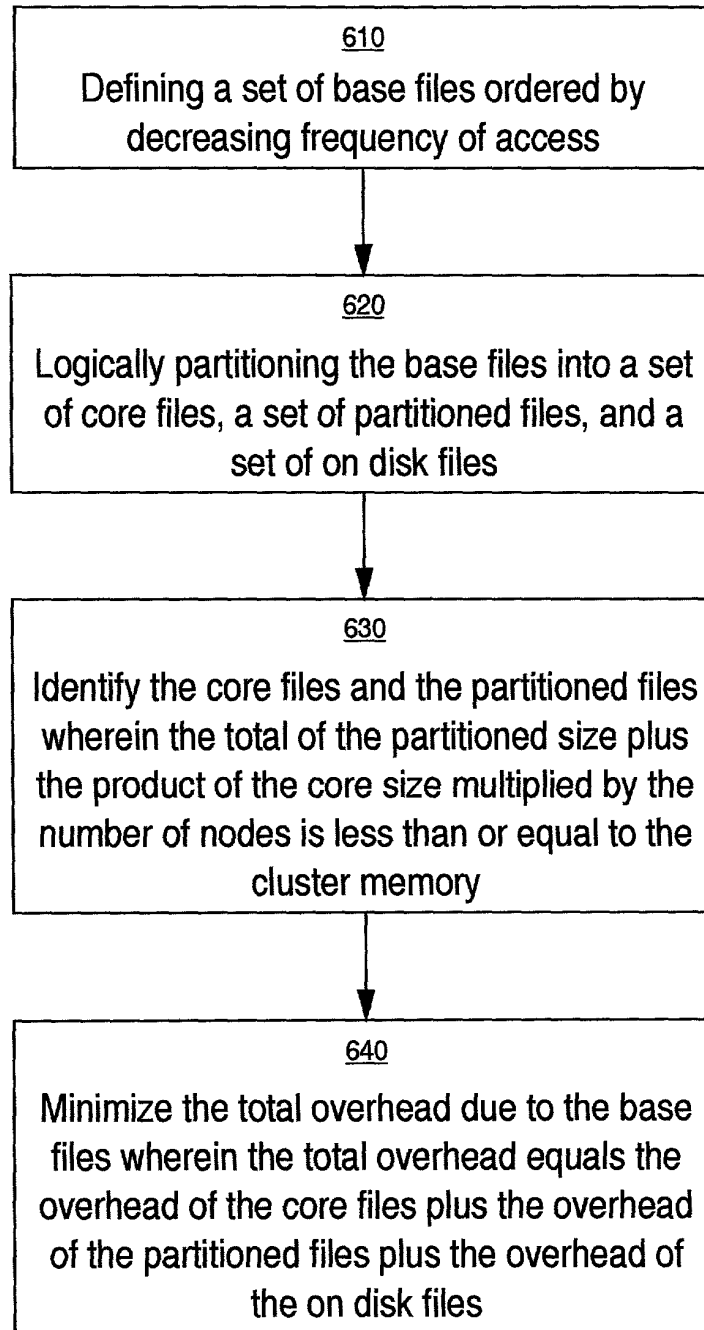 610
Defining a set of base files ordered by
decreasing frequency of access
620
Logically partitioning the base files into a set
of core files, a set of partitioned files, and a
set of on disk files
630
Identify the core files and the partitioned files
wherein the total of the partitioned size plus
the product of the core size multiplied by the
number of nodes is less than or equal to the
cluster memory
640
Minimize the total overhead due to the base
files wherein the total overhead equals the
overhead of the core files plus the overhead
of the partitioned files plus the overhead of
the on disk files